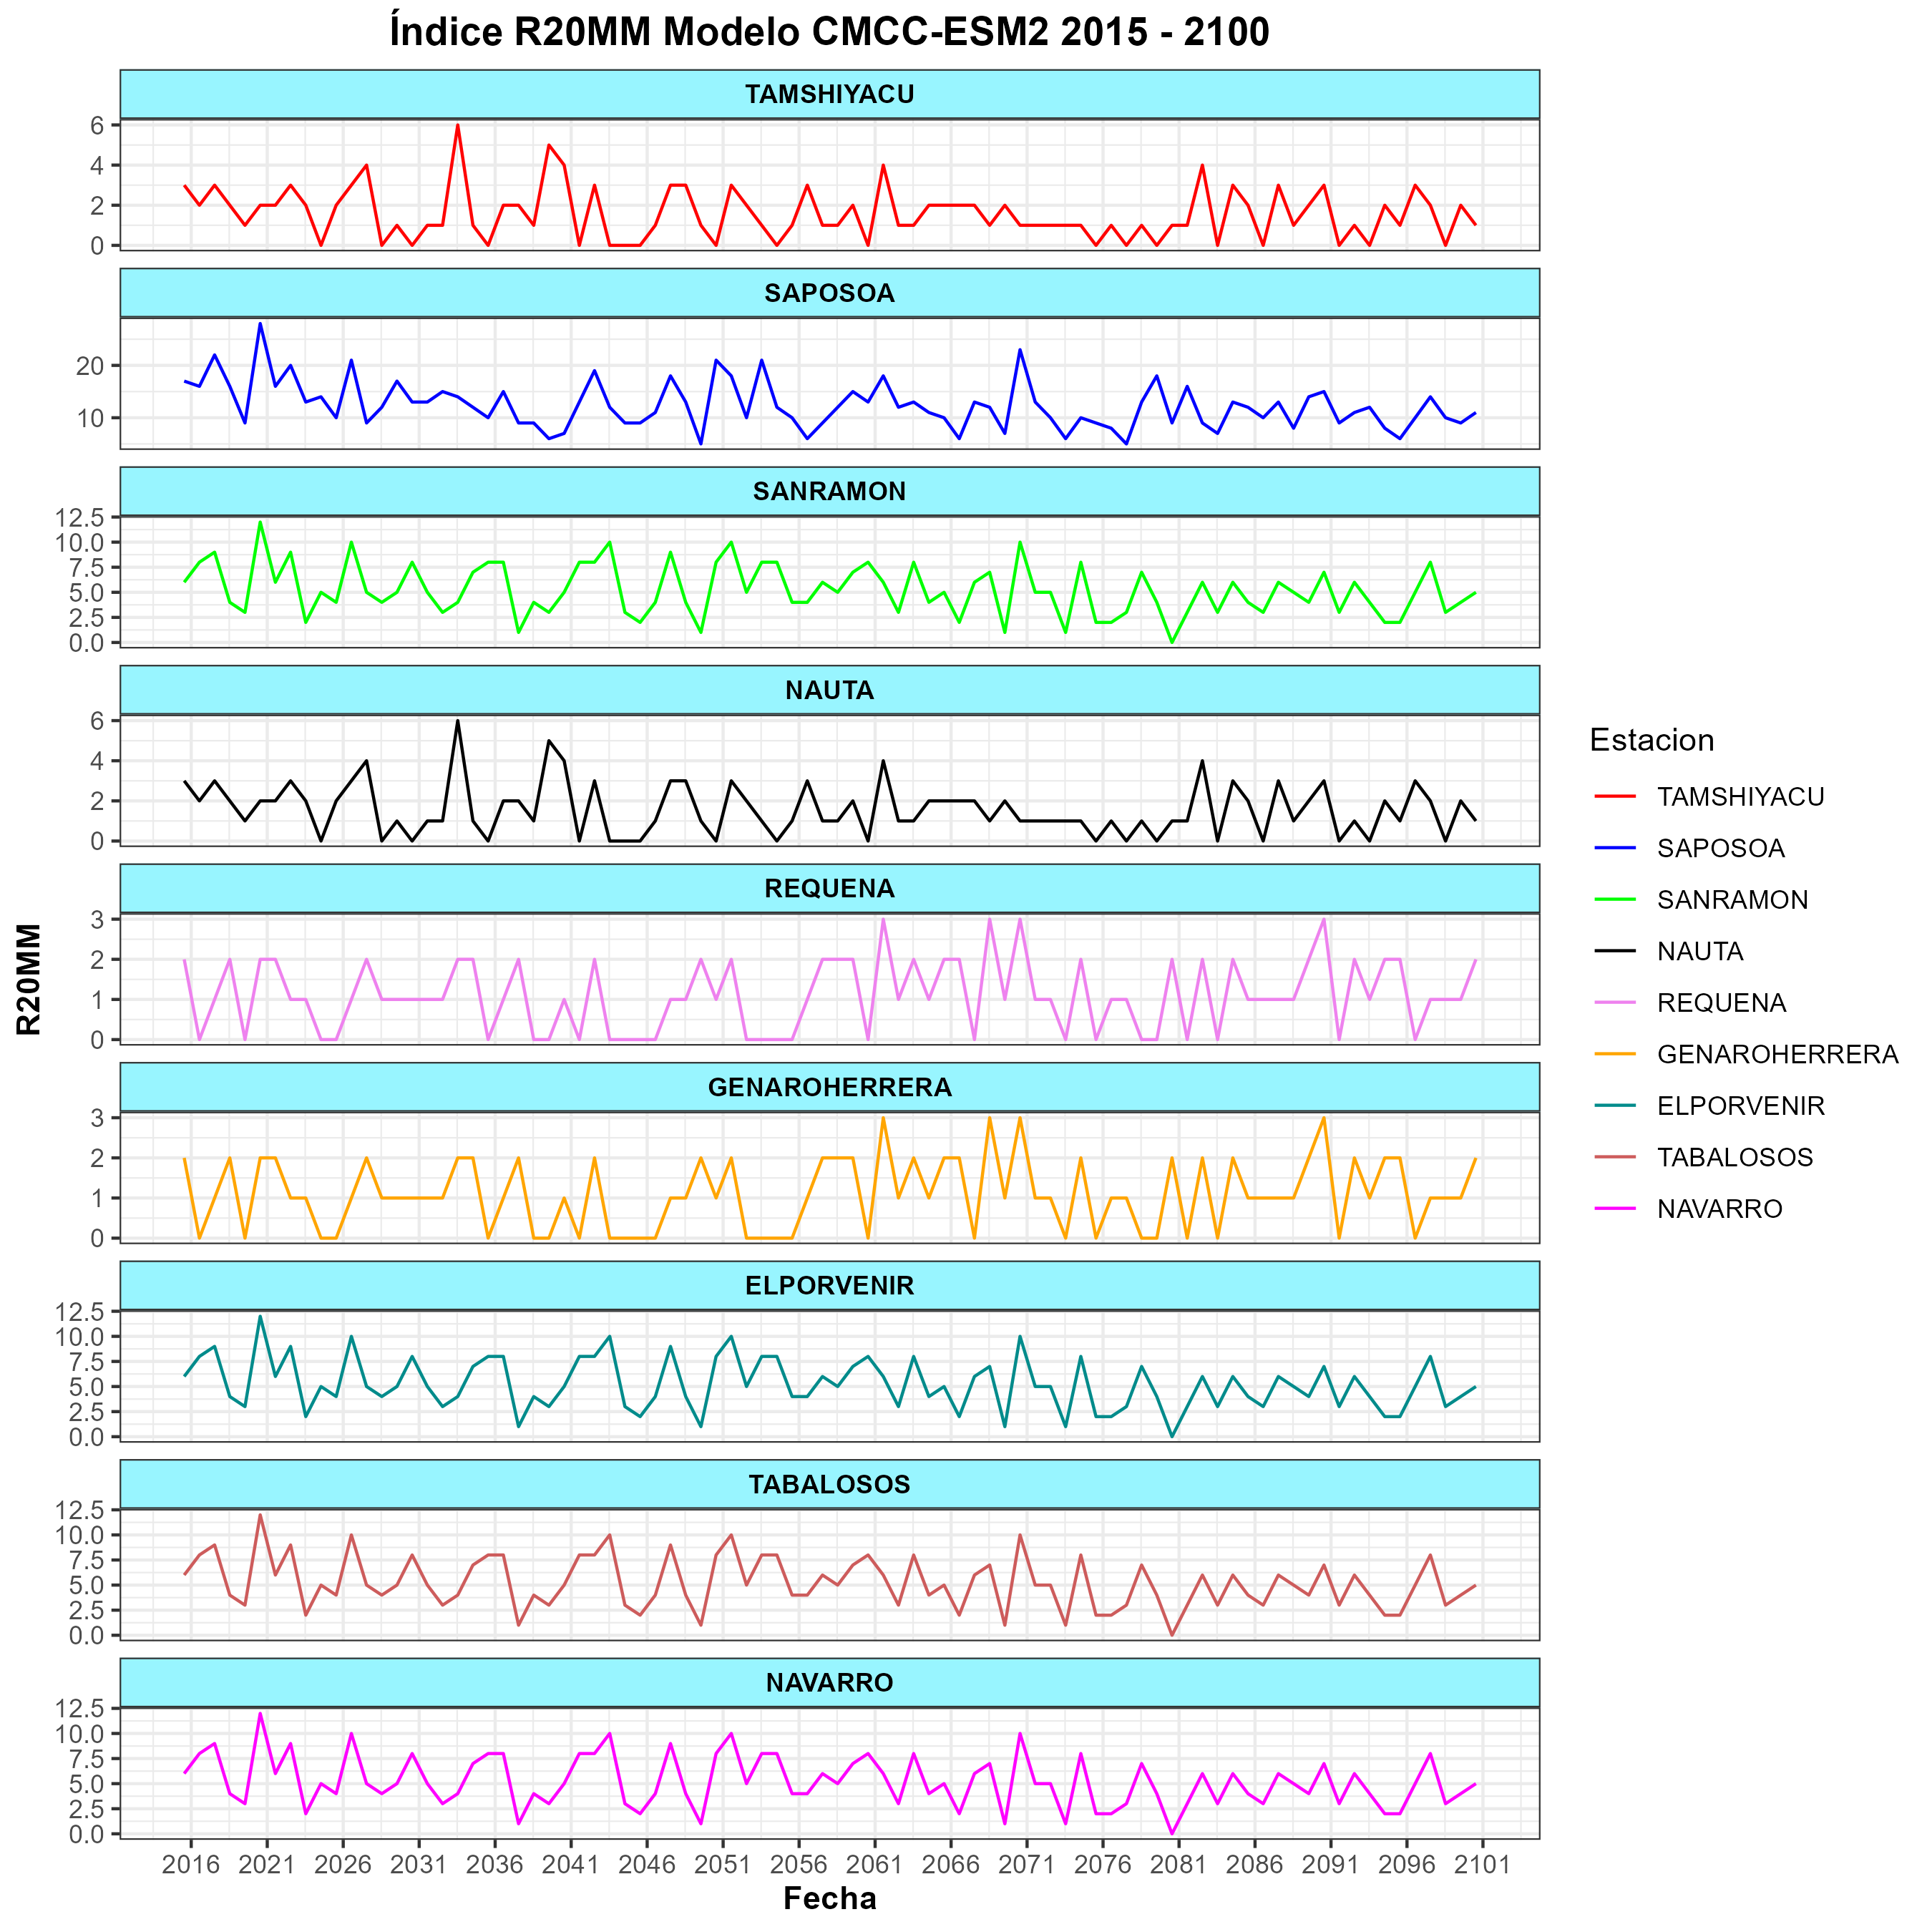 Índice R20MM Modelo CMCC-ESM2 2015 - 2100
TAMSHIYACU
6
4
2
0
SAPOSOA
20
10
SANRAMON
12.5
10.0
7.5
5.0
2.5
0.0
NAUTA
6
4
2
0
REQUENA
3
2
1
0
GENAROHERRERA
3
2
1
0
ELPORVENIR
12.5
10.0
7.5
5.0
2.5
0.0
TABALOSOS
12.5
10.0
7.5
5.0
2.5
0.0
NAVARRO
12.5
10.0
7.5
5.0
2.5
0.0
2016 2021 2026 2031 2036 2041 2046 2051 2056 2061 2066 2071 2076 2081 2086 2091 2096 2101
Fecha
R20MM
Estacion
TAMSHIYACU
SAPOSOA
SANRAMON
NAUTA
REQUENA
GENAROHERRERA
ELPORVENIR
TABALOSOS
NAVARRO